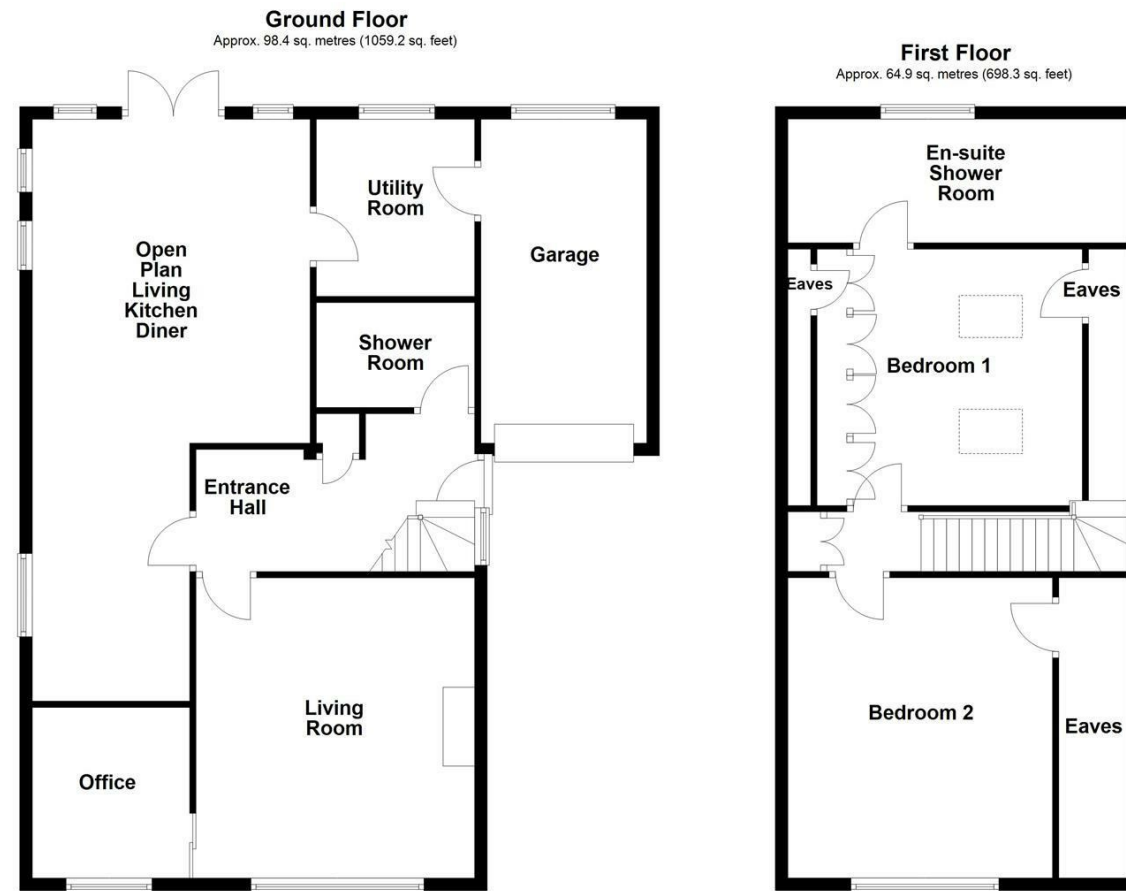 Ground Floor
Approx. 98.4 sq. metres (1059.2 sq. feet)
Open
Plan
Living
Kitchen
Diner
Utility
Room
Garage
Shower
Room
Entrance
Hall
Living
Room
Office
First Floor
Approx. 64.9 sq. metres (698.3 sq. feet)
En-suite
Shower
Room
Eaves
Eaves
Bedroom 1
Bedroom 2
Eaves